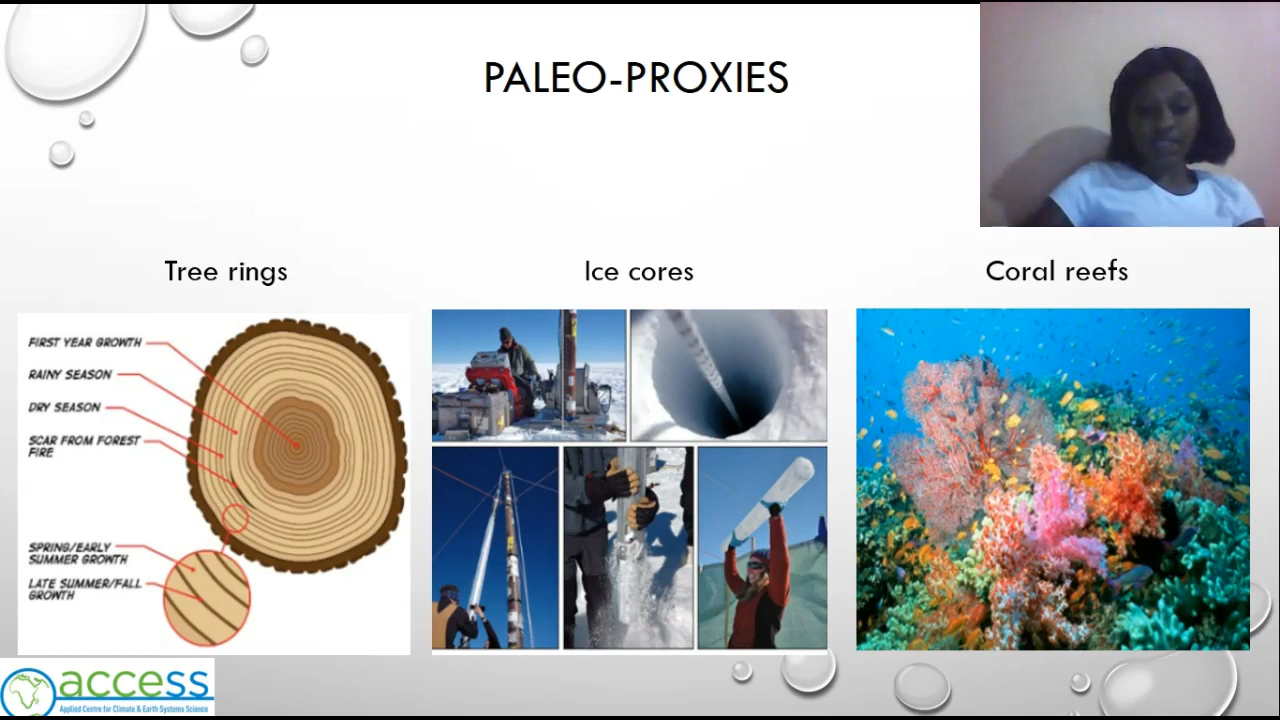 PALEO-PROXIES
Tree rings
Ice cores
Coral reefs
FIRST YEAR GROWTH
RAINY SEASON
DRY SEASON
SCAR FROM FOREST
FIRE
SPRING/EARLY
SUMMER GROWTH
LATE SUMMER/FALL
GROWTH
access
Applied Centre for Climate & Earth Systems Science